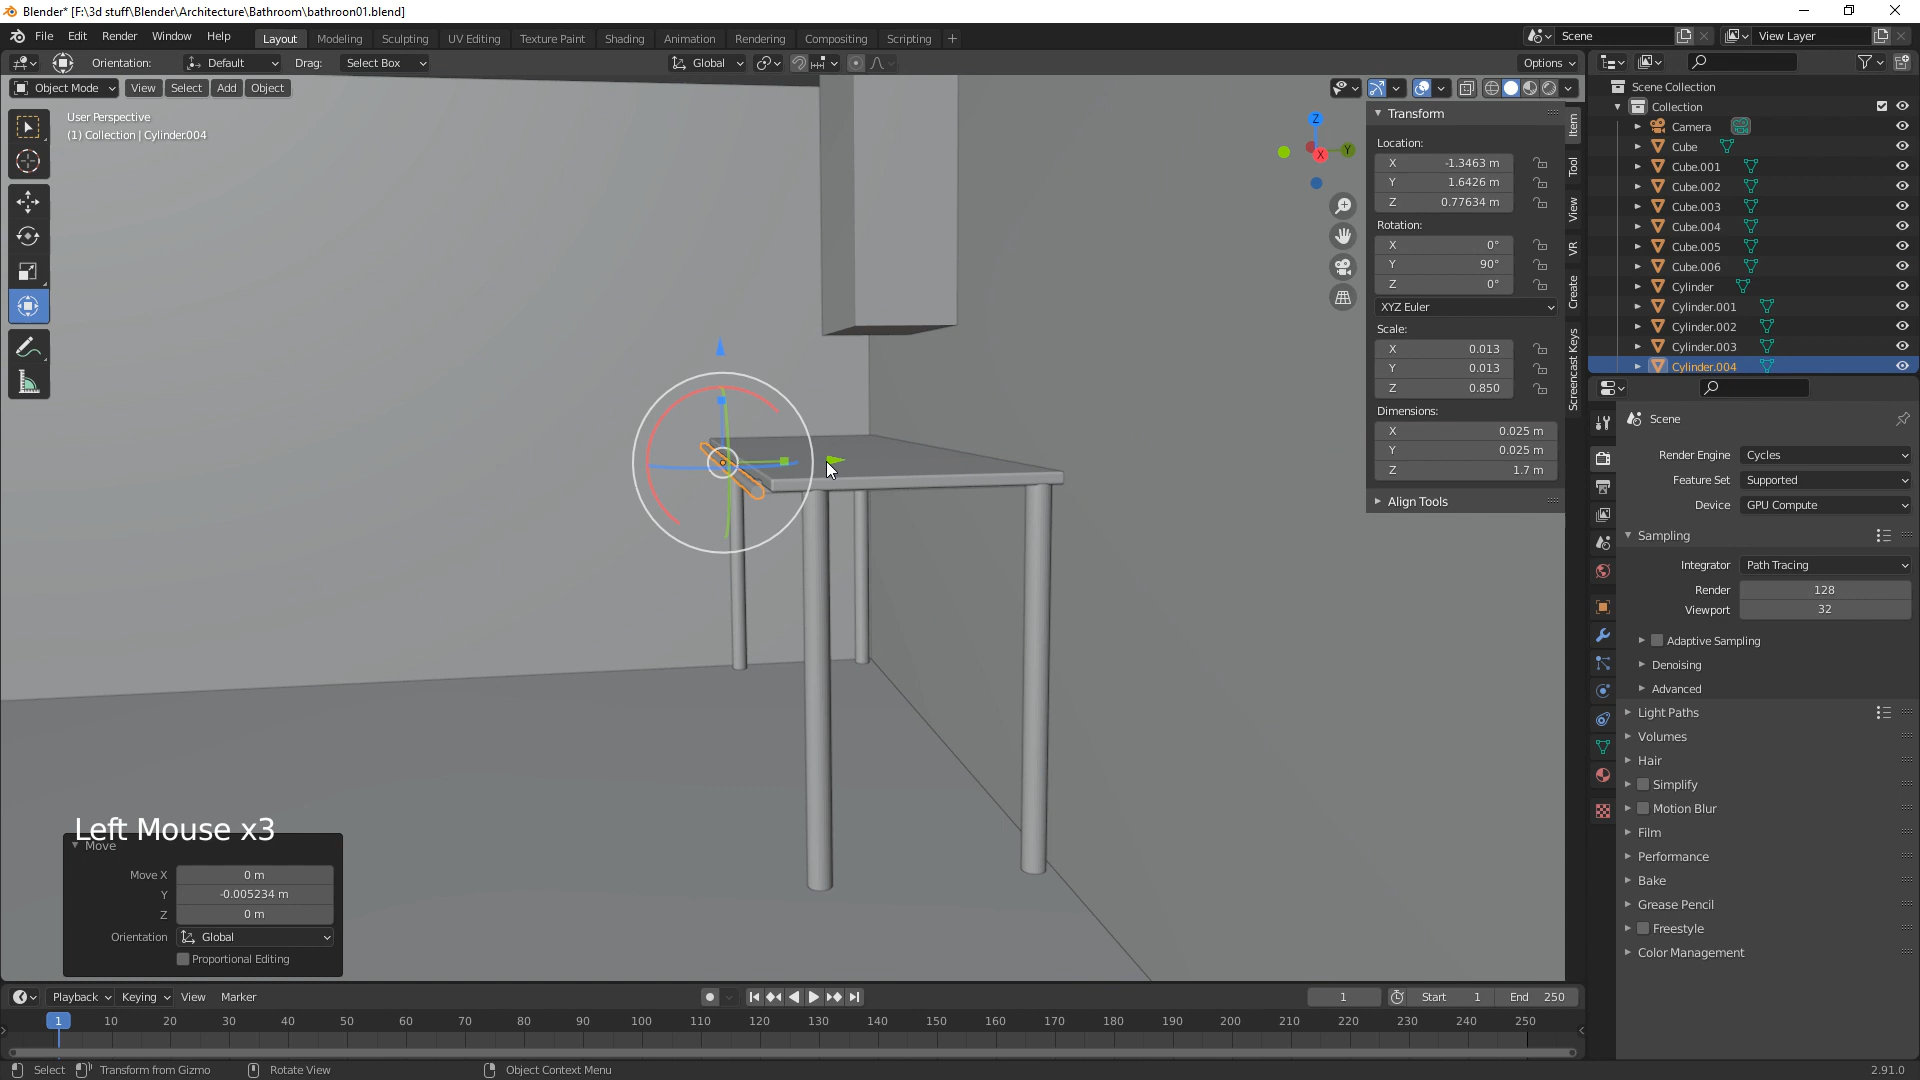 Blender* [F:\3d stuff\Blender\Architecture\Bathroom\bathroon01.blend]
File Edit Render Window Help Layout Modeling Sculpting UV Editing Texture Paint Shading Animation Rendering Compositing Scripting + Scene View Layer
Orientation: Default Drag: Select Box Global Options
Object Mode View Select Add Object
User Perspective
(1) Collection | Cylinder.004
Z
Y
X
Transform
Location:
X -1.3463 m
Y 1.6426 m
Z 0.77634 m
Rotation:
X 0°
Y 90°
Z 0°
XYZ Euler
Scale:
X 0.013
Y 0.013
Z 0.850
Dimensions:
X 0.025 m
Y 0.025 m
Z 1.7 m
Align Tools
Item
Tool
View
VR
Create
Screencast Keys
Scene Collection
Collection
Camera
Cube
Cube.001
Cube.002
Cube.003
Cube.004
Cube.005
Cube.006
Cylinder
Cylinder.001
Cylinder.002
Cylinder.003
Cylinder.004
Scene
Render Engine Cycles
Feature Set Supported
Device GPU Compute
Sampling
Integrator Path Tracing
Render 128
Viewport 32
Adaptive Sampling
Denoising
Advanced
Light Paths
Volumes
Hair
Simplify
Motion Blur
Film
Performance
Bake
Grease Pencil
Freestyle
Color Management
Left Mouse x3
Move
Move X 0 m
Y -0.005234 m
Z 0 m
Orientation Global
Proportional Editing
Playback Keying View Marker 1 Start 1 End 250
1 10 20 30 40 50 60 70 80 90 100 110 120 130 140 150 160 170 180 190 200 210 220 230 240 250
Select Transform from Gizmo Rotate View Object Context Menu 2.91.0